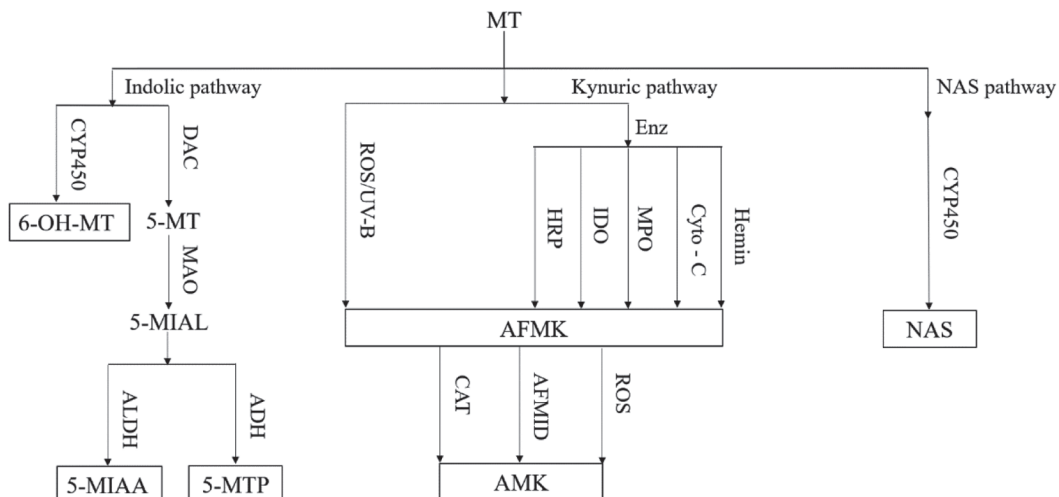 MT
Indolic pathway
Kynuric pathway
NAS pathway
CYP450
DAC
ROS/UV-B
Enz
HRP
IDO
MPO
Cyto - C
Hemin
CYP450
6-OH-MT
5-MT
MAO
5-MIAL
AFMK
NAS
ALDH
ADH
CAT
AFMID
ROS
5-MIAA
5-MTP
AMK